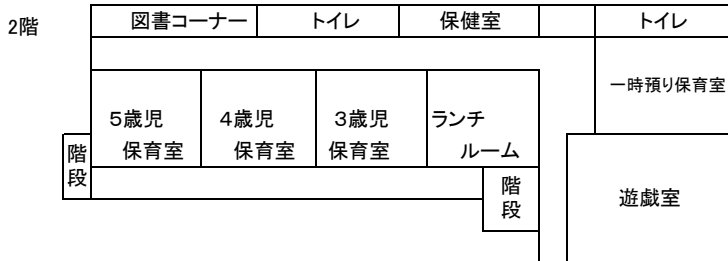 2階
図書コーナー トイレ 保健室 トイレ
一時預り保育室
5歳児 4歳児 3歳児 ランチ
保育室 保育室 保育室 ルーム
階段
階段
遊戯室